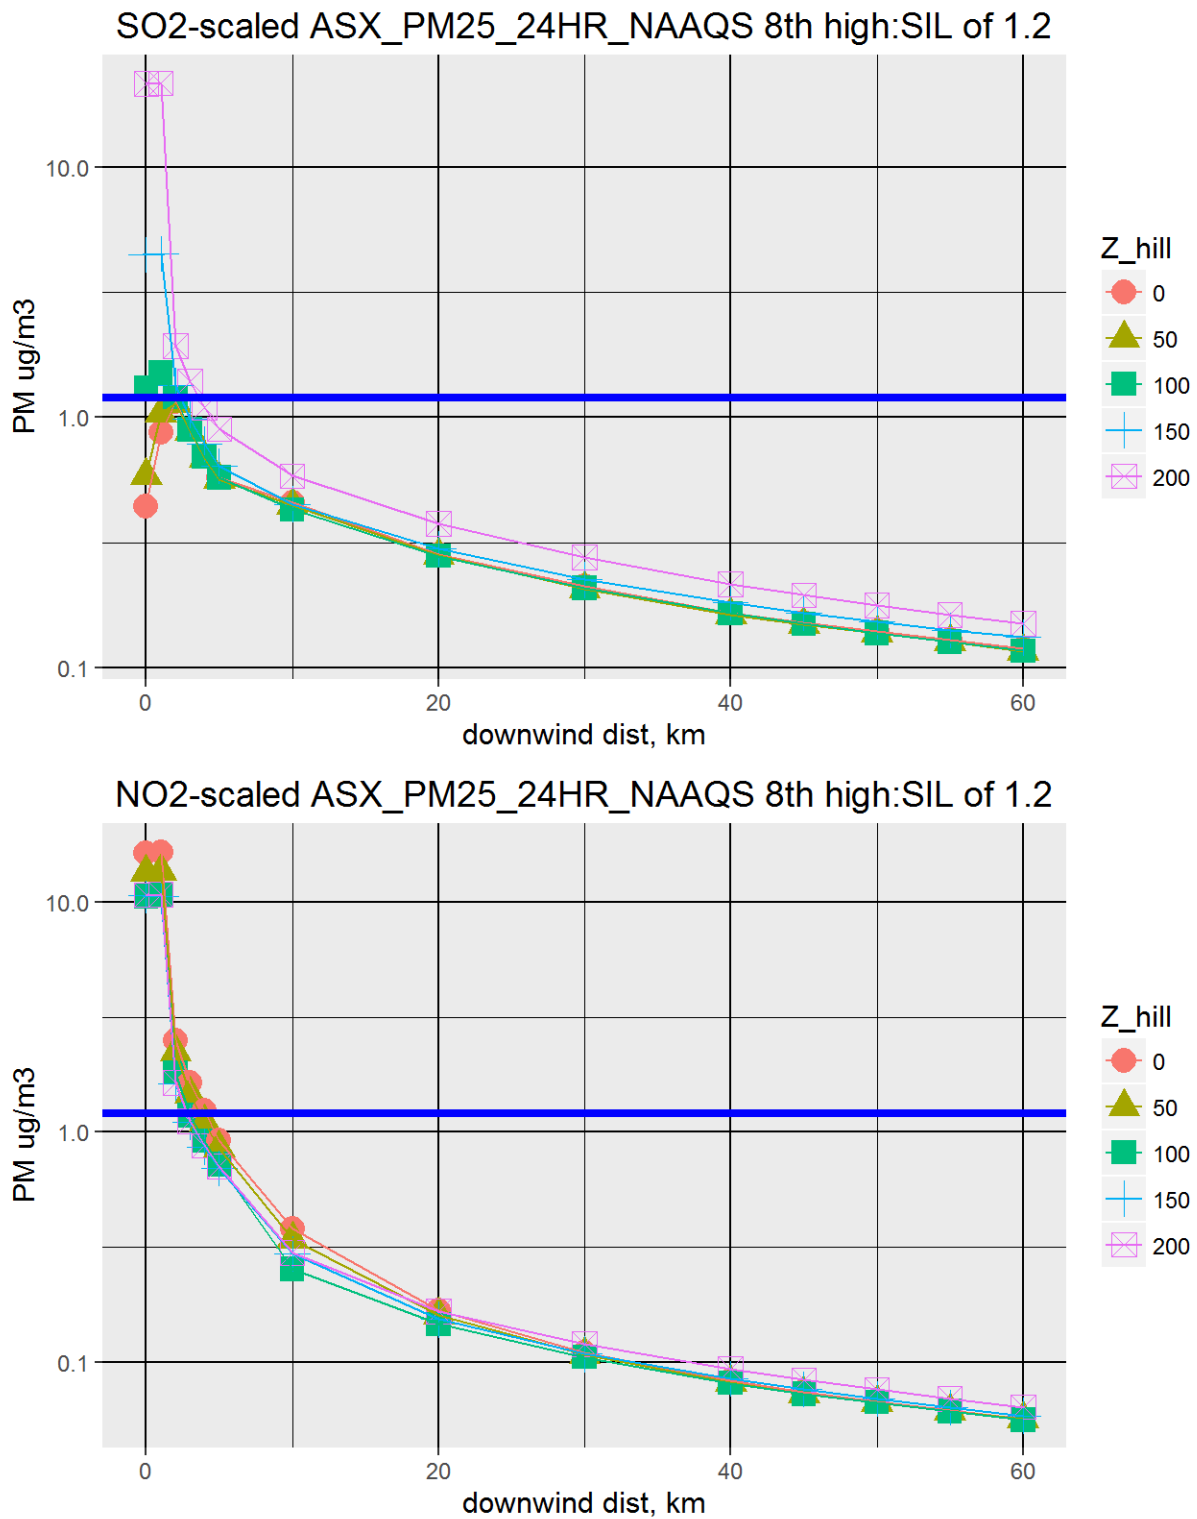 SO2-scaled ASX_PM25_24HR_NAAQS 8th high:SIL of 1.2
10.0
1.0
0.1
PM ug/m3
0 20 40 60
downwind dist, km
Z_hill
0
50
100
150
200
NO2-scaled ASX_PM25_24HR_NAAQS 8th high:SIL of 1.2
10.0
1.0
0.1
PM ug/m3
0 20 40 60
downwind dist, km
Z_hill
0
50
100
150
200